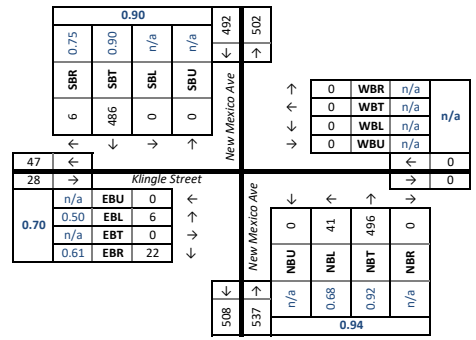 0.90
0.75 0.90 n/a n/a
SBR SBT SBL SBU
6 486 0 0
← ↓ → ↑
492 502
↓ ↑
New Mexico Ave
↑ 0 WBR n/a
← 0 WBT n/a
↓ 0 WBL n/a
→ 0 WBU n/a
n/a
47 ←
28 → Klingle Street
← 0
→ 0
0.70
n/a EBU 0 ←
0.50 EBL 6 ↑
n/a EBT 0 →
0.61 EBR 22 ↓
New Mexico Ave
↓ ← ↑ →
0 41 496 0
NBU NBL NBT NBR
n/a 0.68 0.92 n/a
↓ ↑
508 537
0.94